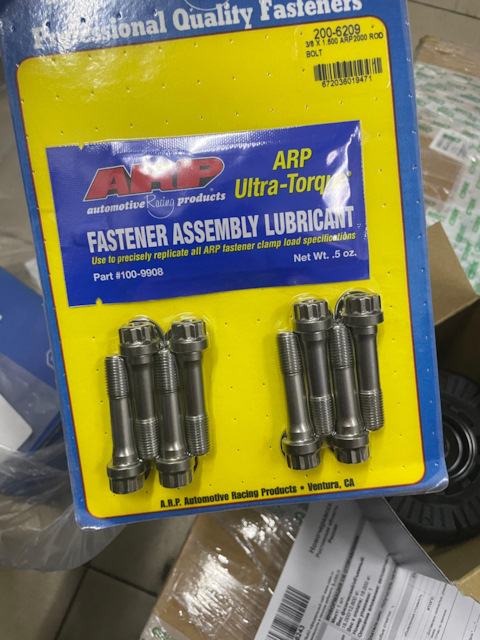 Professional Quality Fasteners
200-6209
3/8 X 1.600 ARP2000 ROD
BOLT
672036019471
ARP
automotive Racing products
ARP
Ultra-Torque
FASTENER ASSEMBLY LUBRICANT
Use to precisely replicate all ARP fastener clamp load specifications
Part #100-9908
Net Wt. .5 oz.
A.R.P. Automotive Racing Products • Ventura, CA